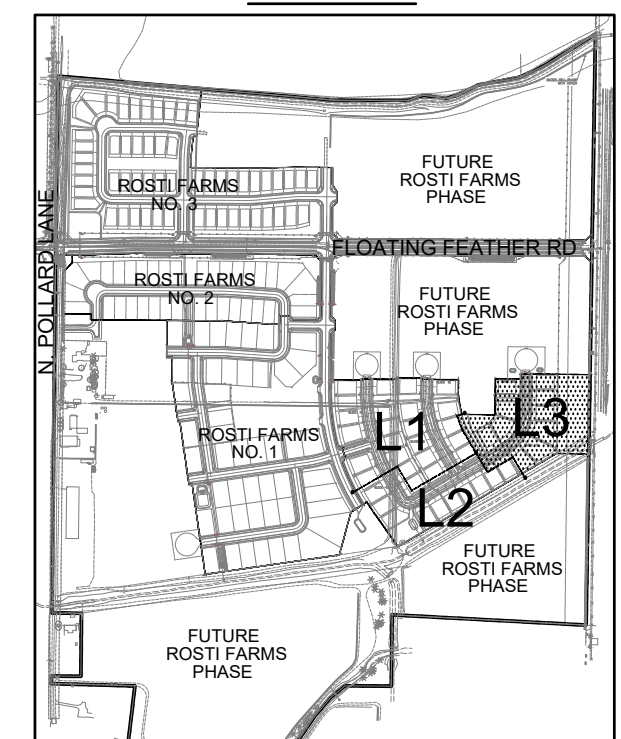 FUTURE
ROSTI FARMS
PHASE
ROSTI FARMS
NO. 3
N. POLLARD LANE
FLOATING FEATHER RD
ROSTI FARMS
NO. 2
FUTURE
ROSTI FARMS
PHASE
L1
L3
ROSTI FARMS
NO. 1
L2
FUTURE
ROSTI FARMS
PHASE
FUTURE
ROSTI FARMS
PHASE